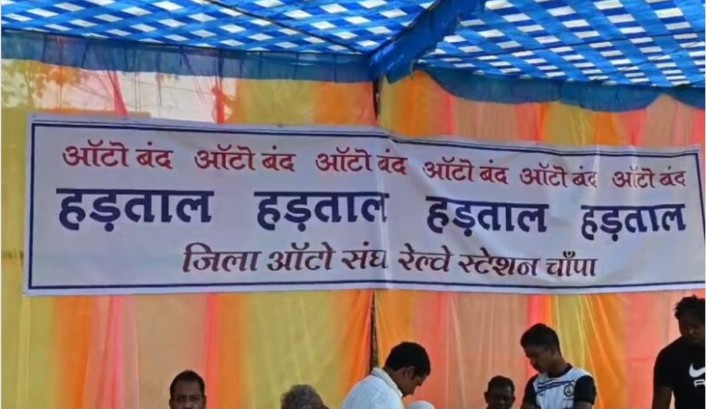 ऑटो बंद ऑटो बंद ऑटो बंद ऑटो बंद ऑटो बंद ऑटो बंद
हड़ताल हड़ताल हड़ताल हड़ताल
जिला ऑटो संघ रेल्वे स्टेशन चाँपा